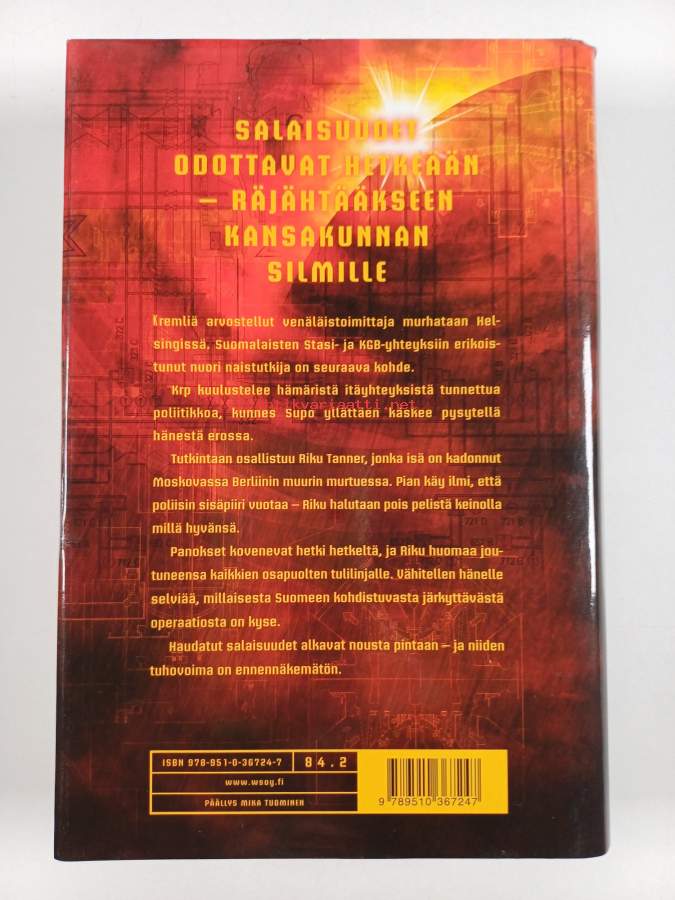 SALAISUUDET
ODOTTAVAT HETKEÄÄN
– RÄJÄHTÄÄKSEEN
KANSAKUNNAN
SILMILLE
Kremliä arvostellut venäläistoimittaja murhataan Hel-
singissä. Suomalaisten Stasi- ja KGB-yhteyksiin erikois-
tunut nuori naistutkija on seuraava kohde.
Krp kuulustelee hämäristä itäyhteyksistä tunnettua
poliitikkoa, kunnes Supo yllättäen käskee pysytellä
hänestä erossa.
Tutkintaan osallistuu Riku Tanner, jonka isä on kadonnut
Moskovassa Berliinin muurin murtuessa. Pian käy ilmi, että
poliisin sisäpiiri vuotaa – Riku halutaan pois pelistä keinolla
millä hyvänsä.
Panokset kovenevat hetki hetkeltä, ja Riku huomaa jou-
tuneensa kaikkien osapuolten tulilinjalle. Vähitellen hänelle
selviää, millaisesta Suomeen kohdistuvasta järkyttävästä
operaatiosta on kyse.
Haudatut salaisuudet alkavat nousta pintaan – ja niiden
tuhovoima on ennennäkemätön.
ISBN 978-951-0-36724-7 84.2
www.wsoy.fi
PÄÄLLYS MIKA TUOMINEN
9 789510 367247